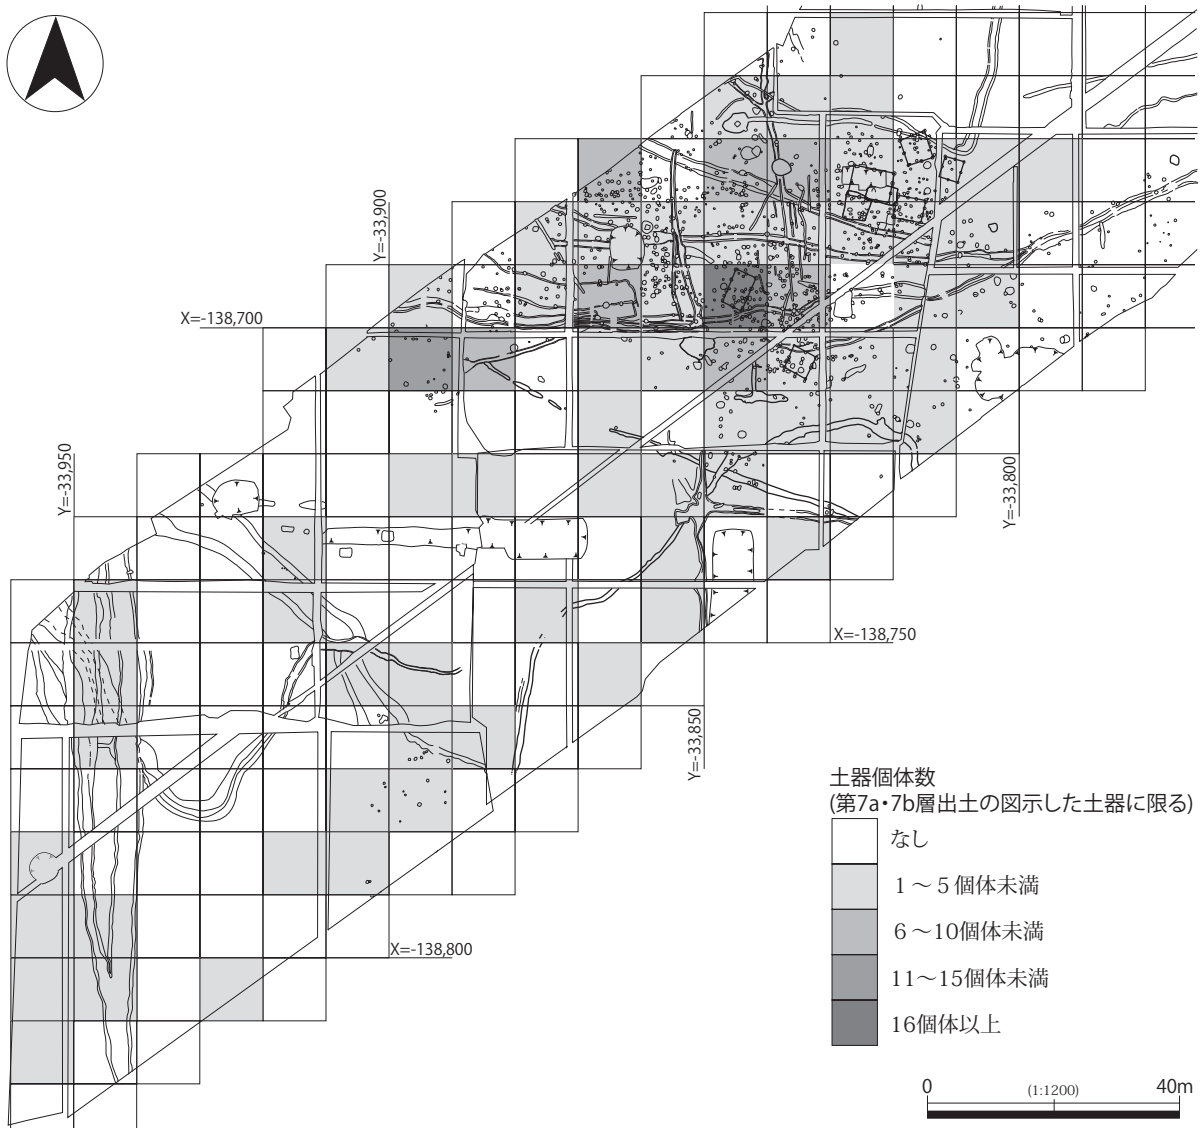 Y=-33,900
X=-138,700
Y=-33,950
Y=-33,800
X=-138,750
Y=-33,850
X=-138,800
土器個体数
(第7a・7b層出土の図示した土器に限る)
なし
1～5個体未満
6～10個体未満
11～15個体未満
16個体以上
0 (1:1200) 40m